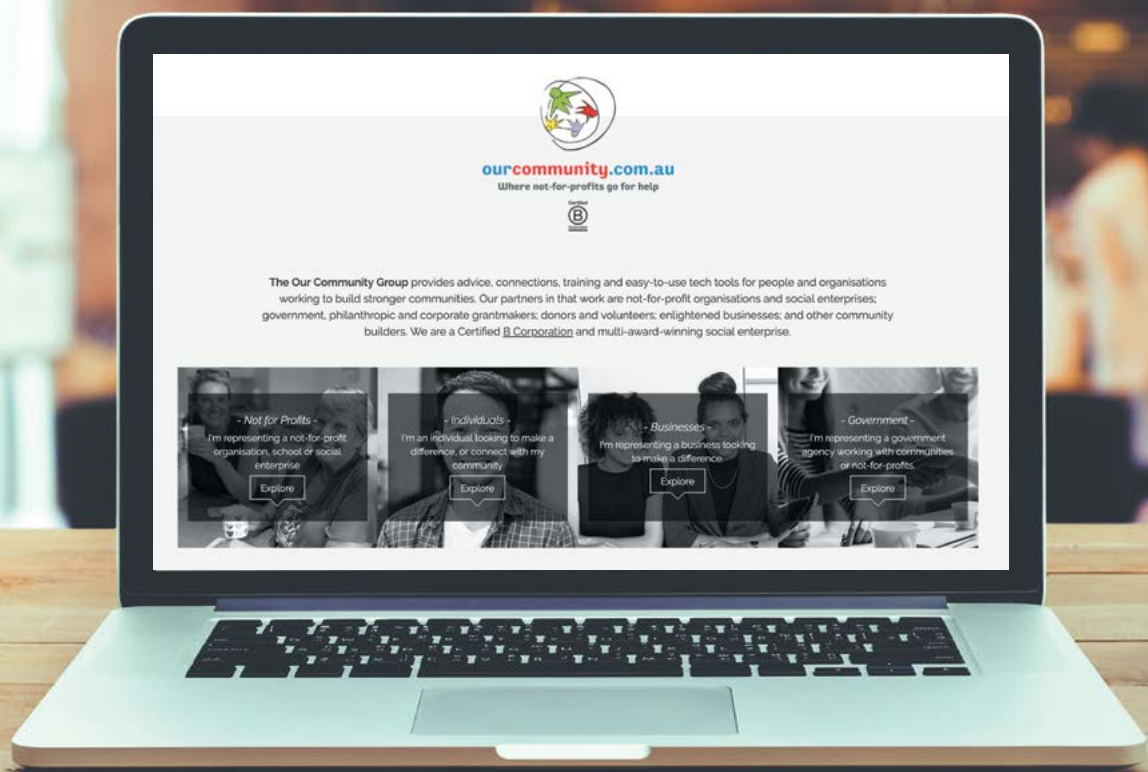 ourcommunity.com.au
Where not-for-profits go for help
Certified
B
The Our Community Group provides advice, connections, training and easy-to-use tech tools for people and organisations
working to build stronger communities. Our partners in that work are not-for-profit organisations and social enterprises;
government, philanthropic and corporate grantmakers; donors and volunteers; enlightened businesses; and other community
builders. We are a Certified B Corporation and multi-award-winning social enterprise.
- Not for Profits -
I'm representing a not-for-profit
organisation, school or social
enterprise
Explore
- Individuals -
I'm an individual looking to make a
difference, or connect with my
community
Explore
- Businesses -
I'm representing a business looking
to make a difference.
Explore
- Government -
I'm representing a government
agency working with communities
or not-for-profits.
Explore